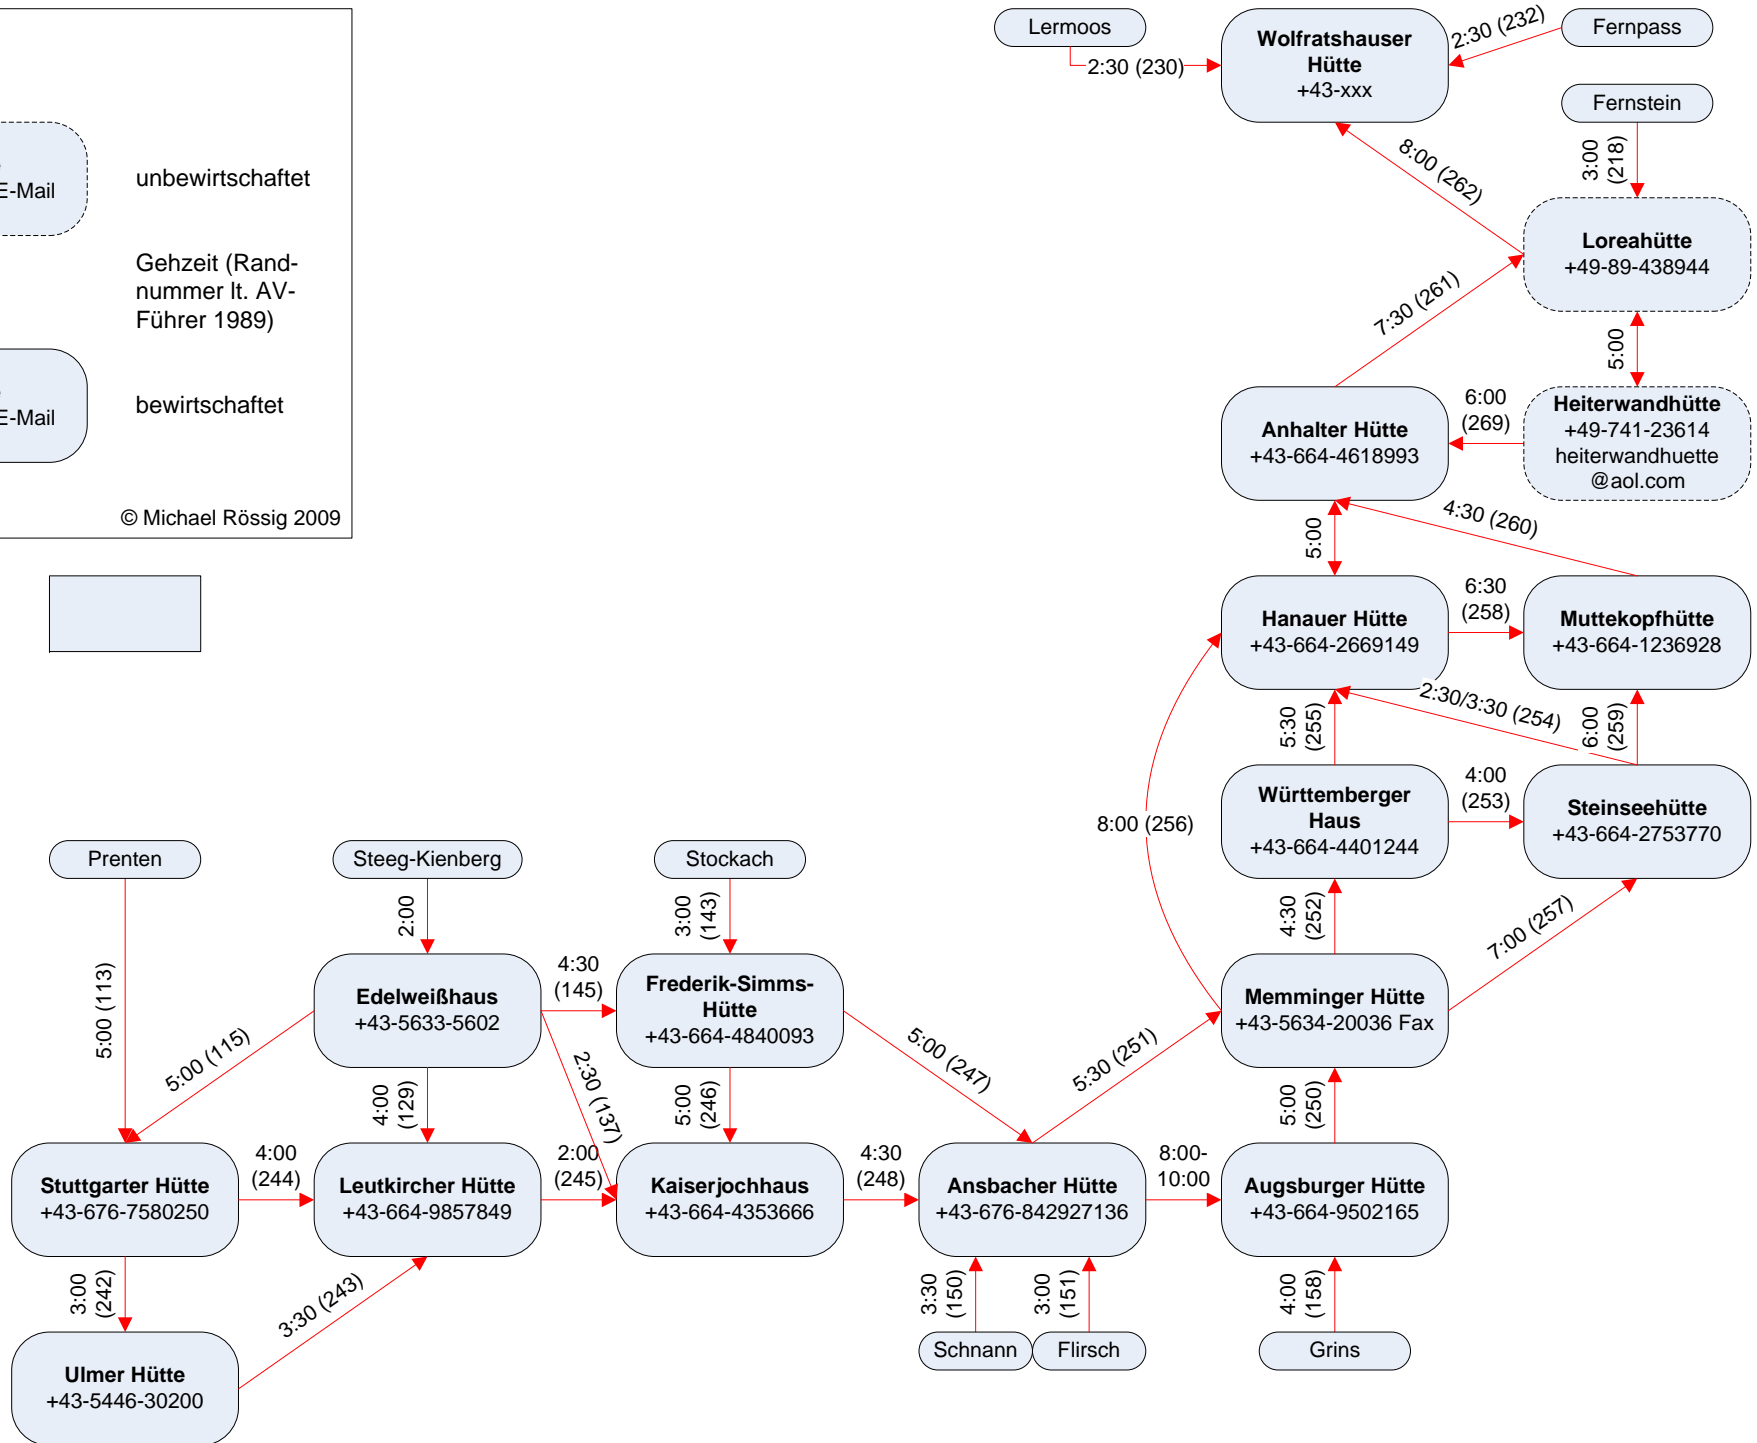 Lermoos
Wolfratshauser
Hütte
+43-xxx
Fernpass
2:30 (230)
2:30 (232)
Fernstein
3:00
(218)
E-Mail
unbewirtschaftet
Gehzeit (Rand-
nummer lt. AV-
Führer 1989)
E-Mail
bewirtschaftet
© Michael Rössig 2009
8:00 (262)
Loreahütte
+49-89-438944
7:30 (261)
5:00
Anhalter Hütte
+43-664-4618993
6:00
(269)
Heiterwandhütte
+49-741-23614
heiterwandhuette
@aol.com
5:00
4:30 (260)
Hanauer Hütte
+43-664-2669149
6:30
(258)
Muttekopfhütte
+43-664-1236928
5:30
(255)
2:30/3:30 (254)
6:00
(259)
8:00 (256)
Württemberger
Haus
+43-664-4401244
4:00
(253)
Steinseehütte
+43-664-2753770
Prenten
Steeg-Kienberg
Stockach
2:00
3:00
(143)
4:30
(252)
7:00 (257)
5:00 (113)
5:00 (115)
Edelweißhaus
+43-5633-5602
4:30
(145)
Frederik-Simms-
Hütte
+43-664-4840093
Memminger Hütte
+43-5634-20036 Fax
4:00
(129)
2:30 (137)
5:00
(246)
5:00 (247)
5:30 (251)
5:00
(250)
Stuttgarter Hütte
+43-676-7580250
4:00
(244)
Leutkircher Hütte
+43-664-9857849
2:00
(245)
Kaiserjochhaus
+43-664-4353666
4:30
(248)
Ansbacher Hütte
+43-676-842927136
8:00-
10:00
Augsburger Hütte
+43-664-9502165
3:00
(242)
3:30 (243)
3:30
(150)
3:00
(151)
4:00
(158)
Ulmer Hütte
+43-5446-30200
Schnann
Flirsch
Grins